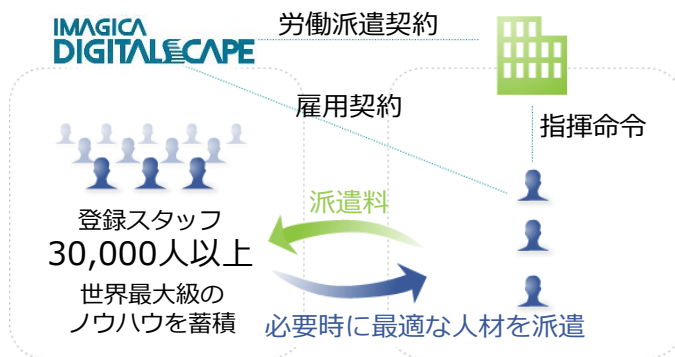 IMAGICA
DIGITALSCAPE
労働派遣契約
雇用契約
指揮命令
派遣料
登録スタッフ
30,000人以上
世界最大級の
ノウハウを蓄積
必要時に最適な人材を派遣